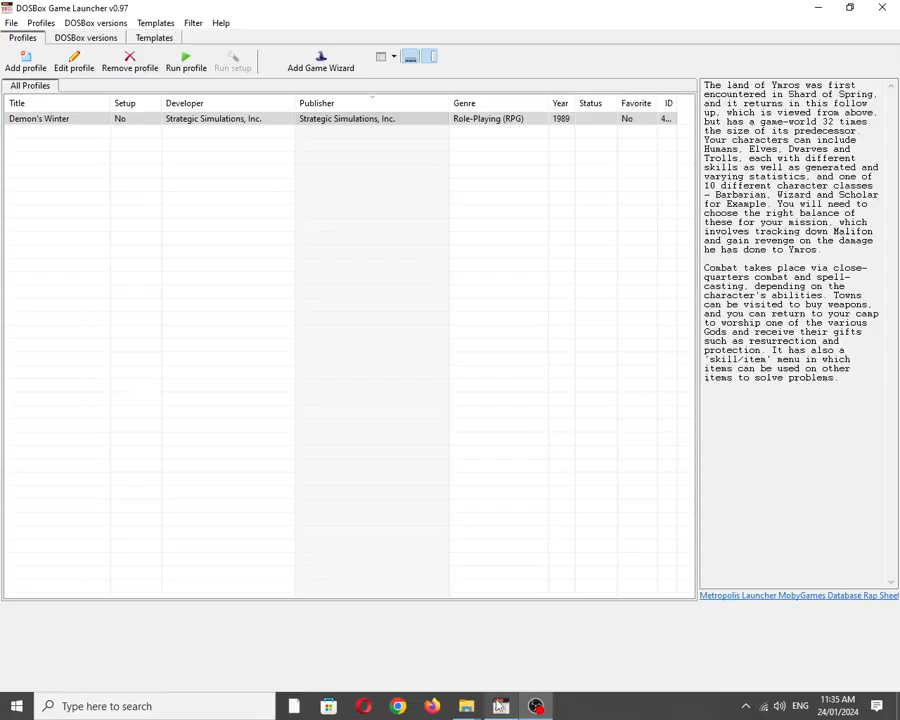 DOSBox Game Launcher v0.97
File Profiles DOSBox versions Templates Filter Help
Profiles DOSBox versions Templates
Add profile Edit profile Remove profile Run profile Run setup Add Game Wizard
All Profiles
Title Setup Developer Publisher Genre Year Status Favorite ID
Demon's Winter No Strategic Simulations, Inc. Strategic Simulations, Inc. Role-Playing (RPG) 1989 No 4...
The land of Ymros was first
encountered in Shard of Spring,
and it returns in this follow
up, which is viewed from above,
but has a game-world 32 times
the size of its predecessor.
Your characters can include
Humans, Elves, Dwarves and
Trolls, each with different
skills as well as generated and
varying statistics, and one of
10 different character classes
- Barbarian, Wizard and Scholar
for Example. You will need to
choose the right balance of
these for your mission, which
involves tracking down Malifon
and gain revenge on the damage
he has done to Ymros.
Combat takes place via close-
quarters combat and spell-
casting, depending on the
character's abilities. Towns
can be visited to buy weapons,
and you can return to your camp
to worship one of the various
Gods and receive their gifts
such as resurrection and
protection. It has also a
'skill/item' menu in which
items can be used on other
items to solve problems.
Metropolis Launcher MobyGames Database Rap Sheet
Type here to search
ENG
11:35 AM
24/01/2024